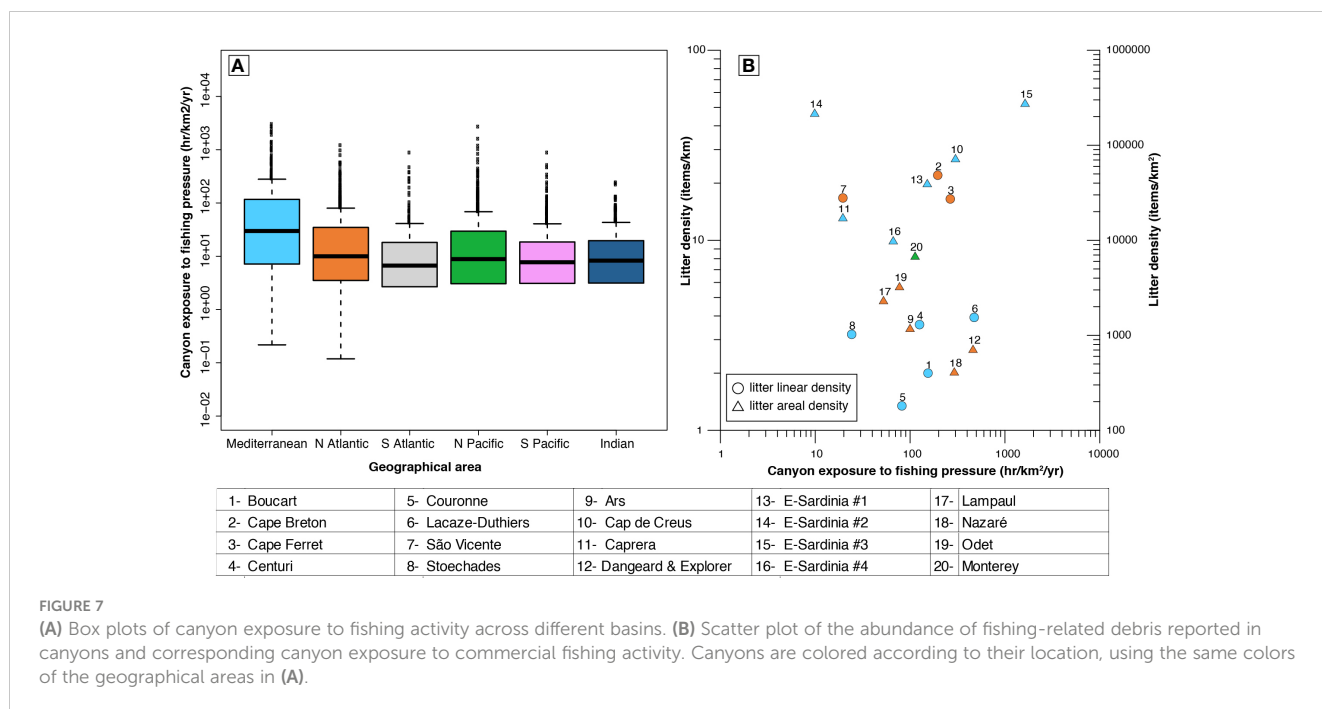 A
Canyon exposure to fishing pressure (hr/km2/yr)
1e+04
1e+03
1e+02
1e+01
1e+00
1e−01
1e−02
Mediterranean
N Atlantic
S Atlantic
N Pacific
S Pacific
Indian
Geographical area
B
Litter density (items/km)
100
10
1
Litter density (items/km²)
1000000
100000
10000
1000
100
14
15
10
2
13
7
3
11
16
20
19
17
9
4
6
8
12
1
18
5
litter linear density
litter areal density
1
10
100
1000
10000
Canyon exposure to fishing pressure (hr/km²/yr)
1- Boucart 5- Couronne 9- Ars 13- E-Sardinia #1 17- Lampaul
2- Cape Breton 6- Lacaze-Duthiers 10- Cap de Creus 14- E-Sardinia #2 18- Nazaré
3- Cape Ferret 7- São Vicente 11- Caprera 15- E-Sardinia #3 19- Odet
4- Centuri 8- Stoechades 12- Dangeard & Explorer 16- E-Sardinia #4 20- Monterey
FIGURE 7
(A) Box plots of canyon exposure to fishing activity across different basins. (B) Scatter plot of the abundance of fishing-related debris reported in
canyons and corresponding canyon exposure to commercial fishing activity. Canyons are colored according to their location, using the same colors
of the geographical areas in (A).